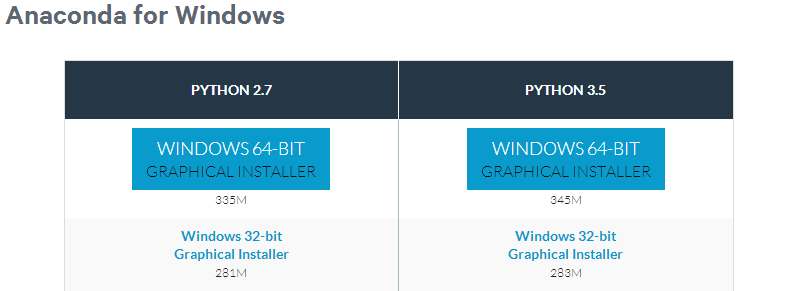 Anaconda for Windows
PYTHON 2.7
PYTHON 3.5
WINDOWS 64-BIT
GRAPHICAL INSTALLER
335M
WINDOWS 64-BIT
GRAPHICAL INSTALLER
345M
Windows 32-bit
Graphical Installer
281M
Windows 32-bit
Graphical Installer
283M